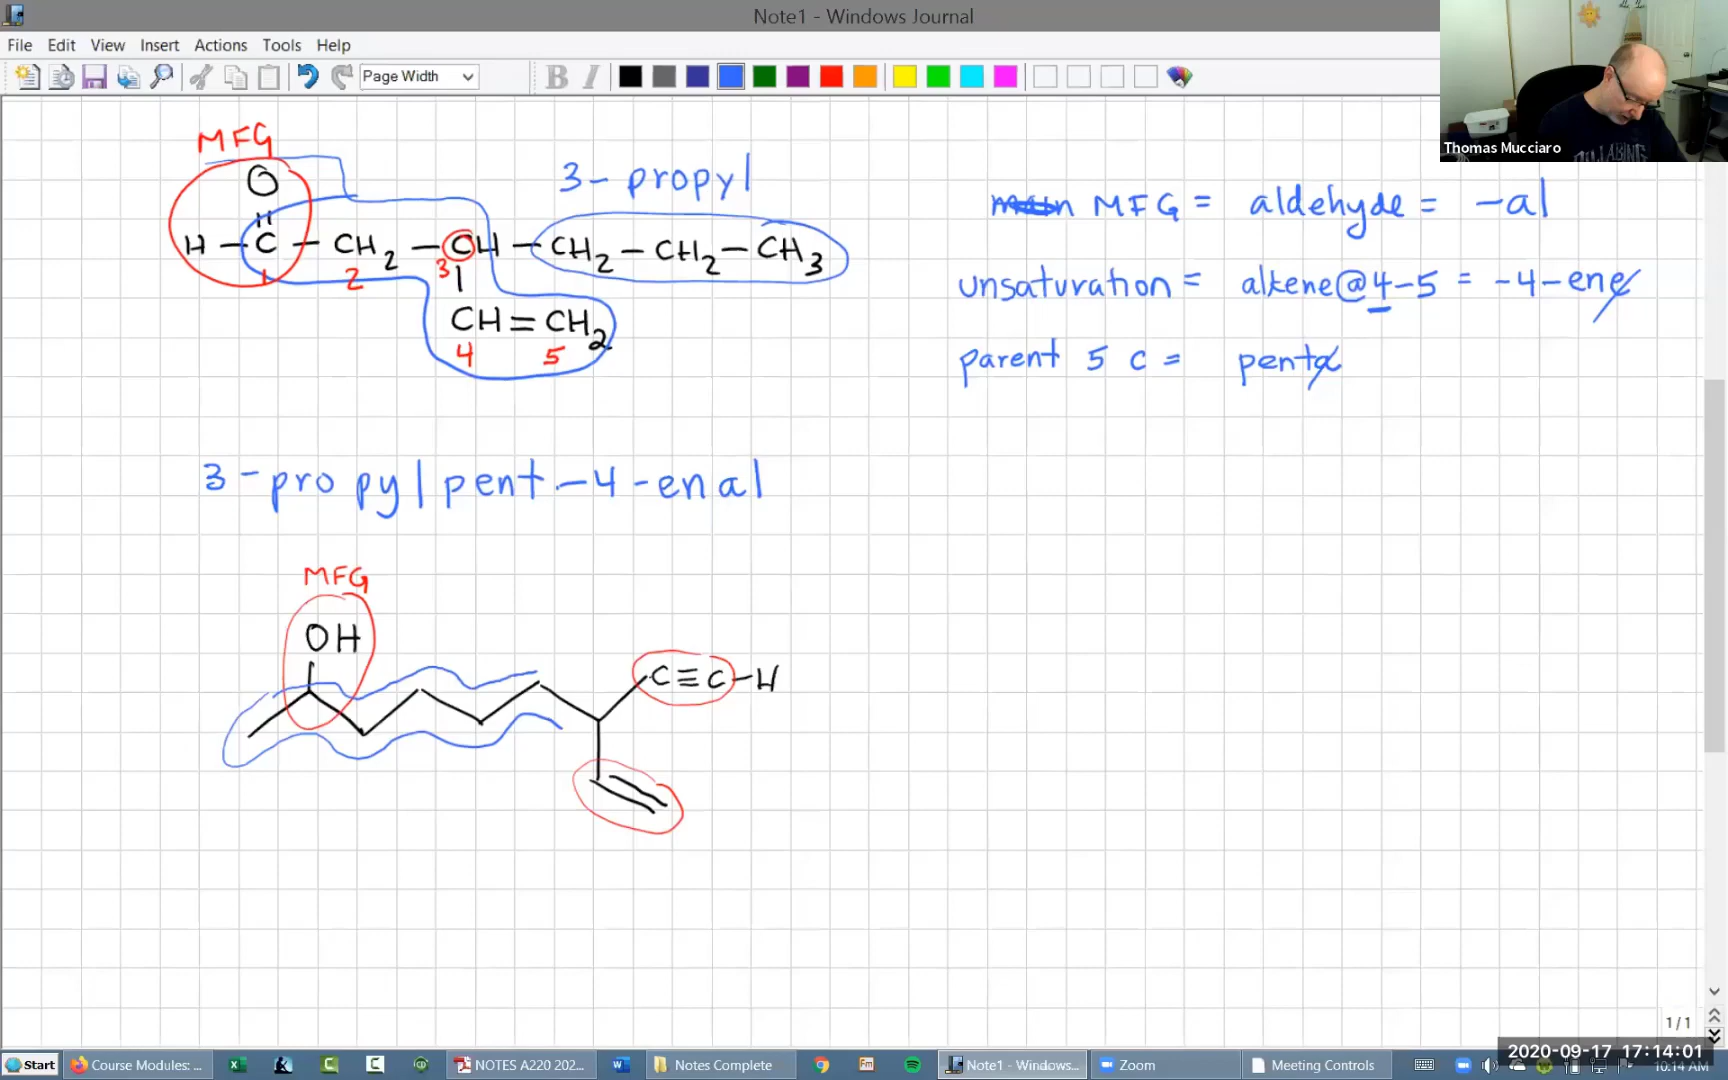 Note1 - Windows Journal
File Edit View Insert Actions Tools Help
Page Width
B I
Thomas Mucciaro
MFG
O
H - C - CH2 - CH - CH2 - CH2 - CH3
1 2 3
CH = CH2
4 5
3- propyl
MFG = aldehyde = -al
unsaturation = alkene@4-5 = -4-ene
parent 5 C = penta
3-propylpent-4-enal
MFG
OH
C≡C-H
1 / 1
Start Course Modules: ... NOTES A220 202... Notes Complete Note1 - Windows... Zoom Meeting Controls
2020-09-17 17:14:01
10:14 AM